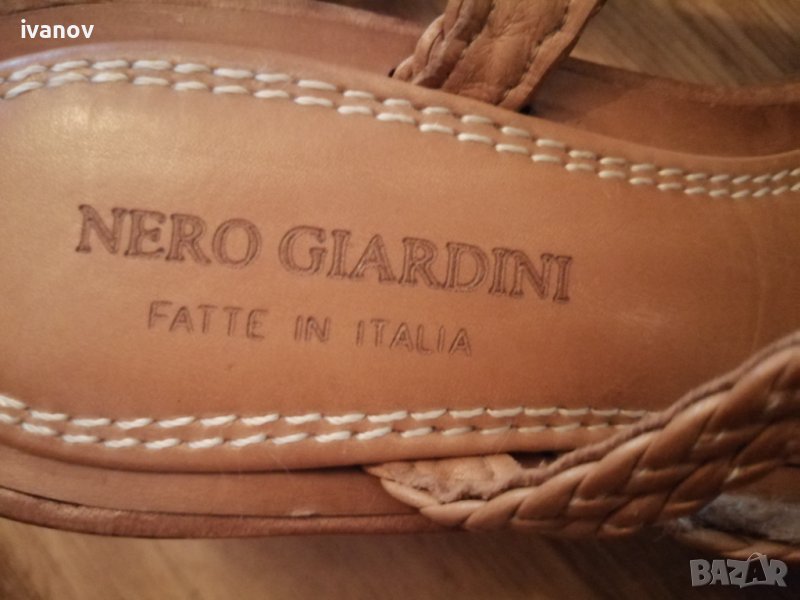 ivanov
NERO GIARDINI
FATTE IN ITALIA
BAZAR